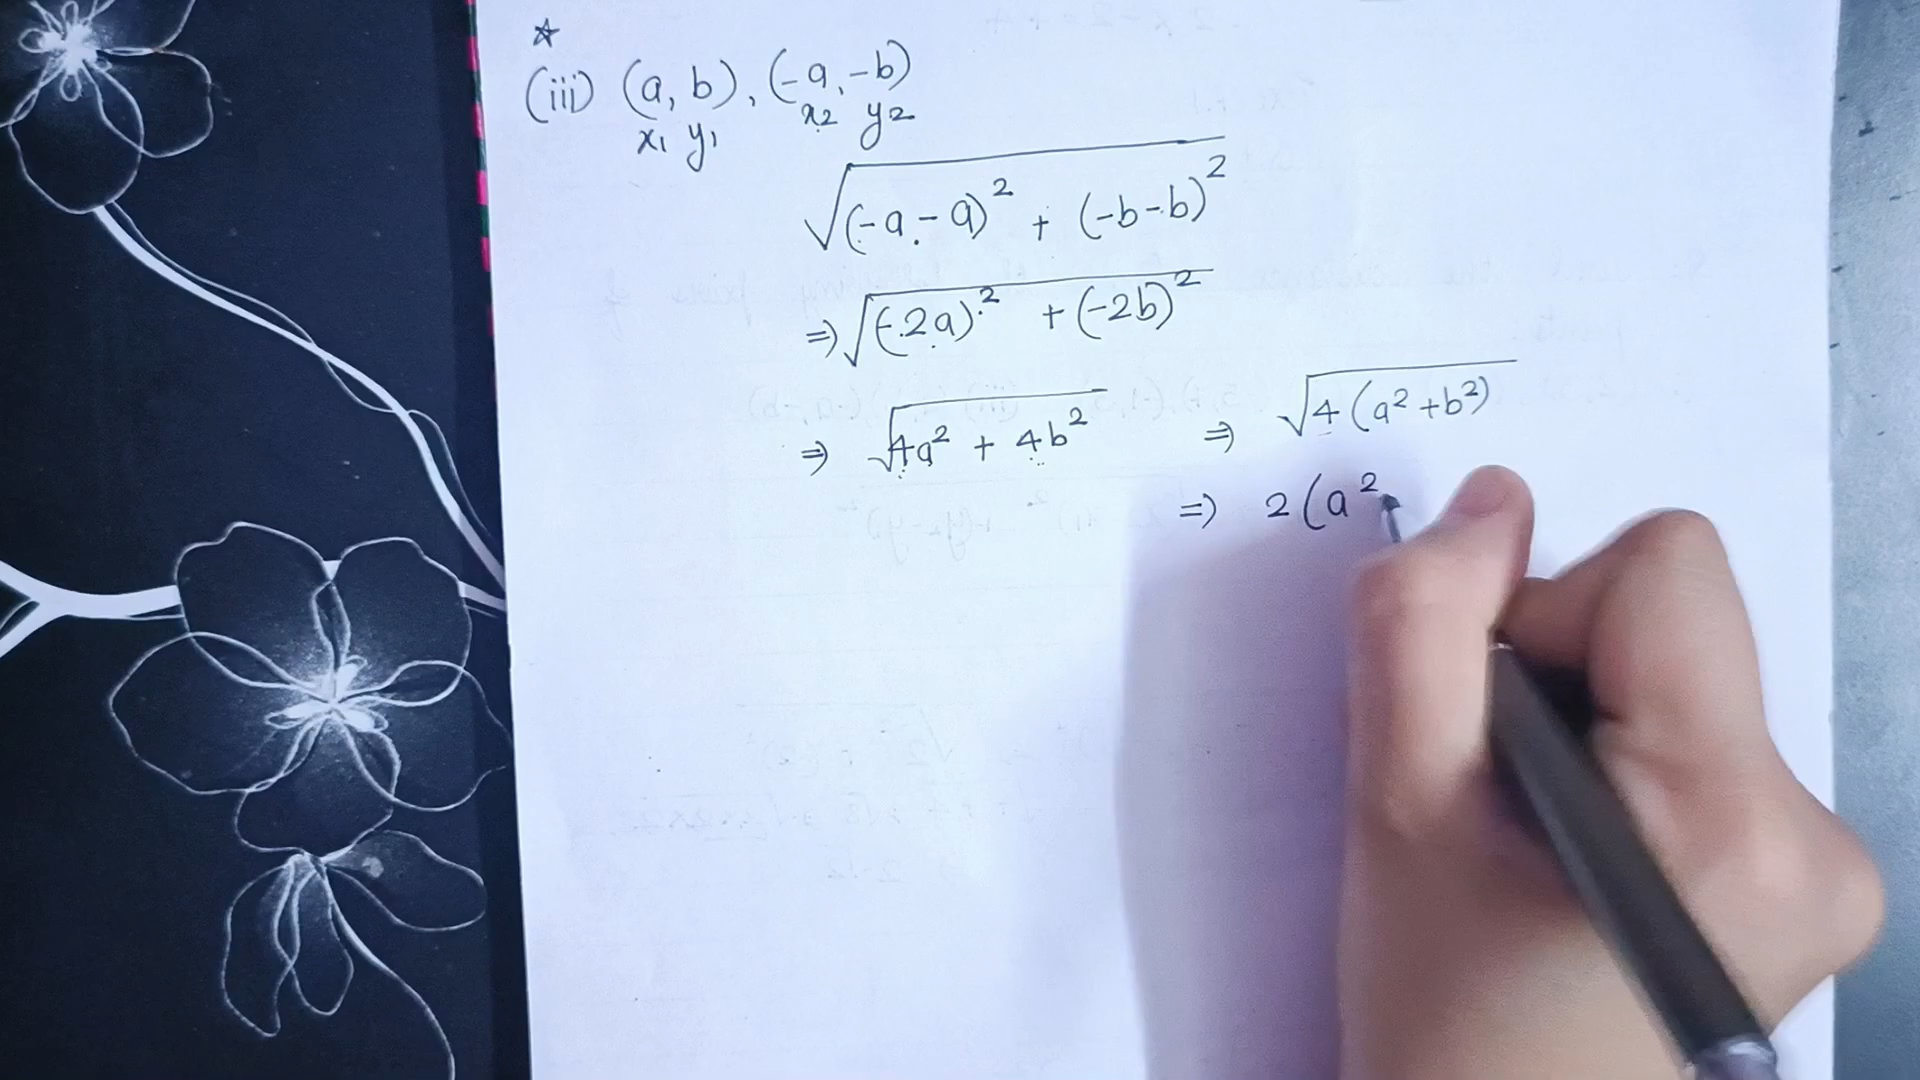 ☆
(iii) (a, b), (-a, -b)
x₁ y₁ x₂ y₂
√((-a-a)² + (-b-b)²)
⇒ √((-2a)² + (-2b)²)
⇒ √(4a² + 4b²) ⇒ √(4(a²+b²))
⇒ 2(a²